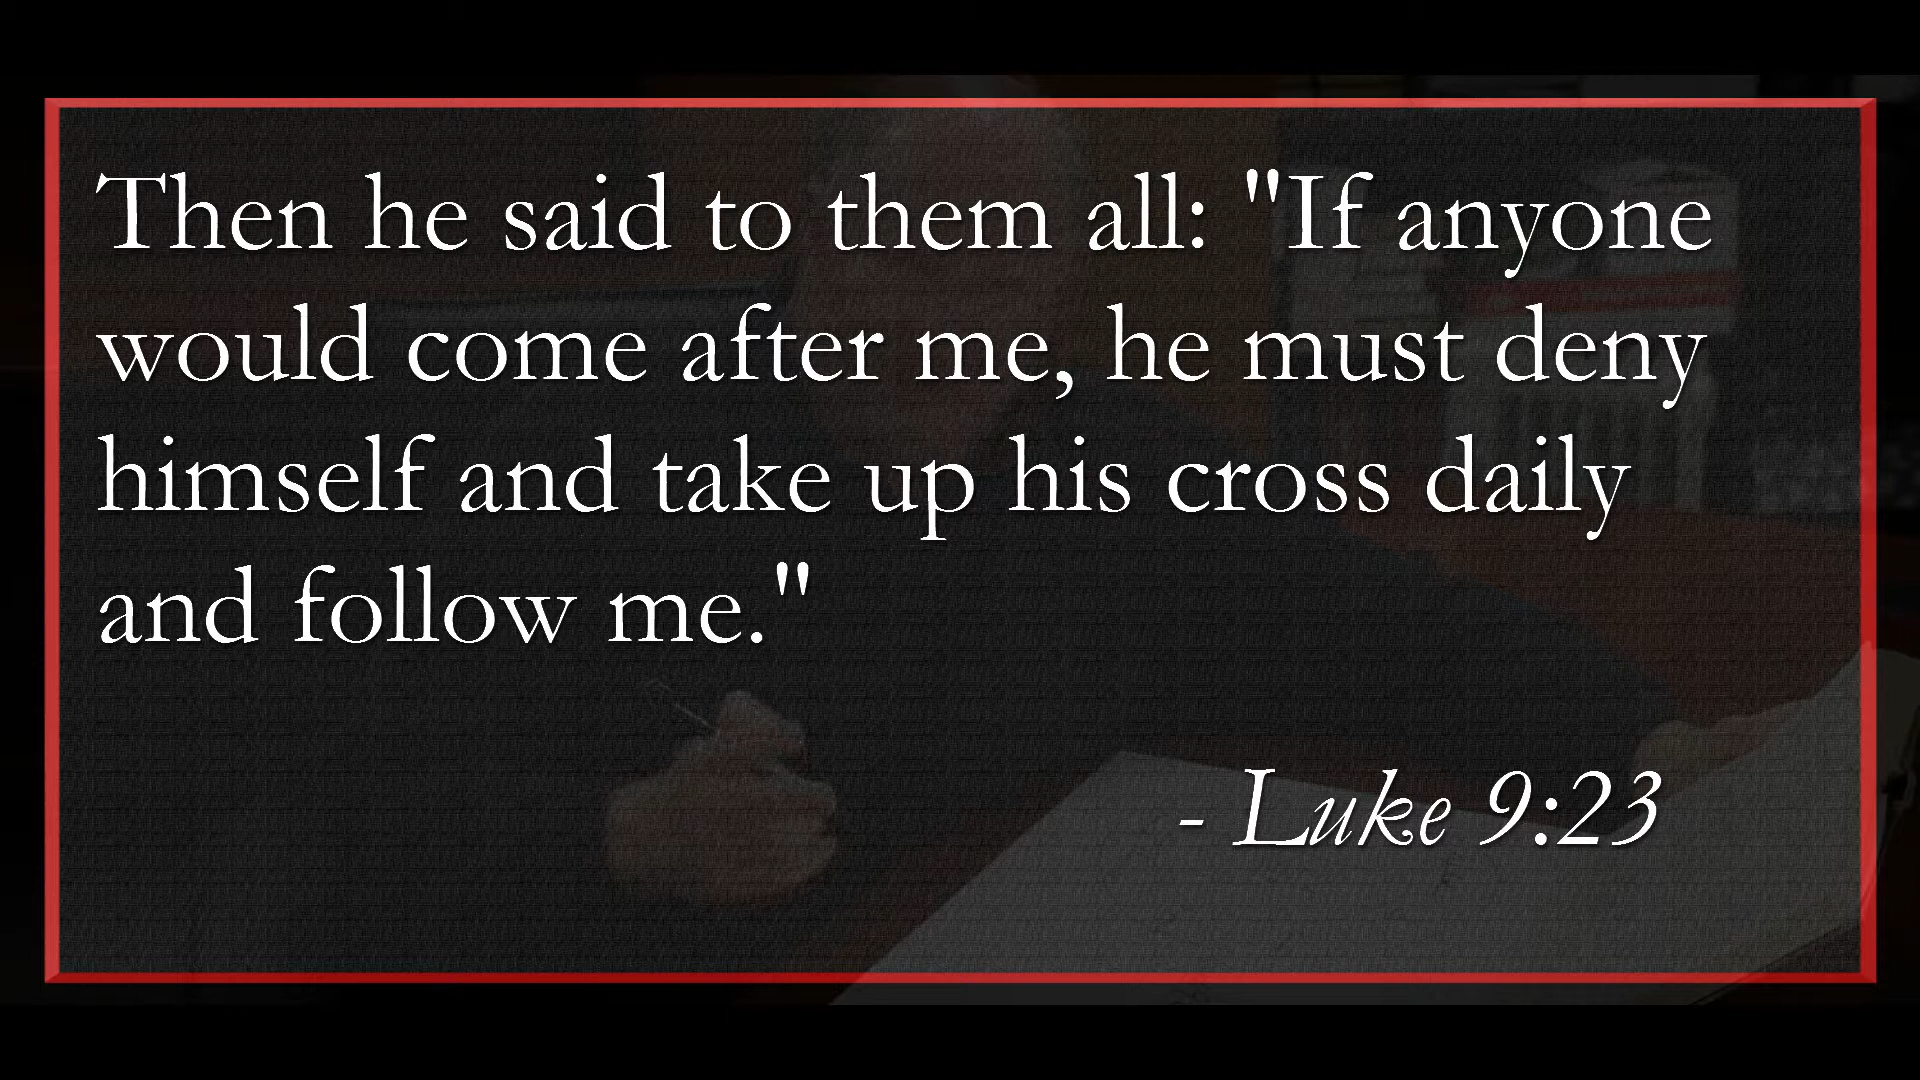 Then he said to them all: "If anyone
would come after me, he must deny
himself and take up his cross daily
and follow me."
- Luke 9:23